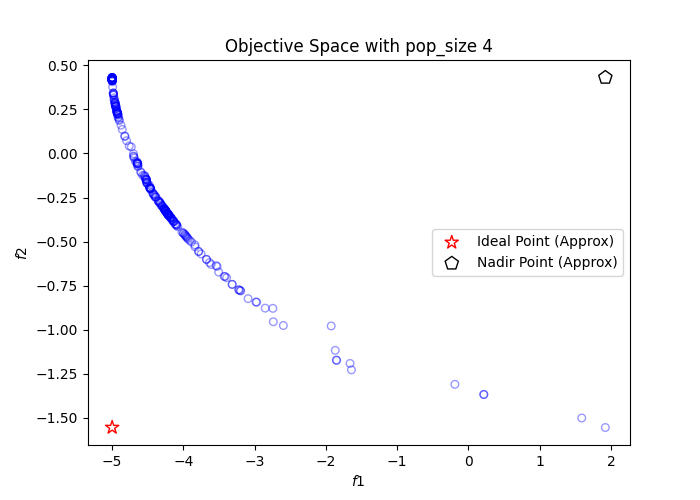 Objective Space with pop_size 4
0.50
0.25
0.00
−0.25
−0.50
−0.75
−1.00
−1.25
−1.50
f2
Ideal Point (Approx)
Nadir Point (Approx)
−5 −4 −3 −2 −1 0 1 2
f1